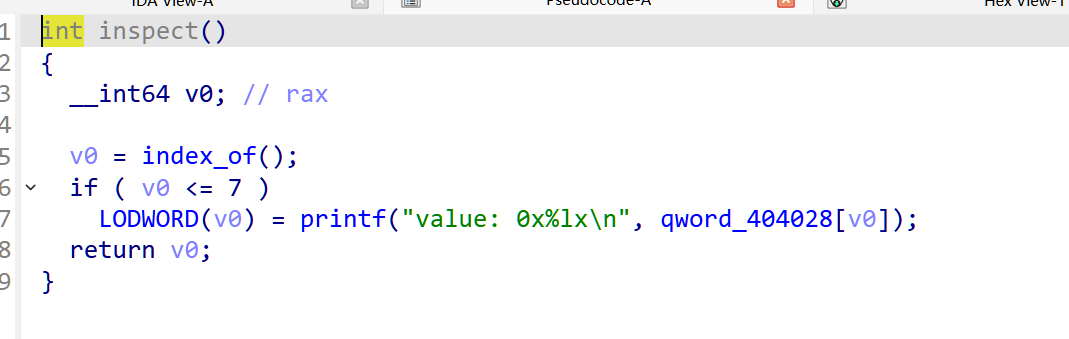 IDA View-A Pseudocode-A Hex View-1
1 int inspect()
2 {
3 __int64 v0; // rax
4
5 v0 = index_of();
6 if ( v0 <= 7 )
7 LODWORD(v0) = printf("value: 0x%lx\n", qword_404028[v0]);
8 return v0;
9 }